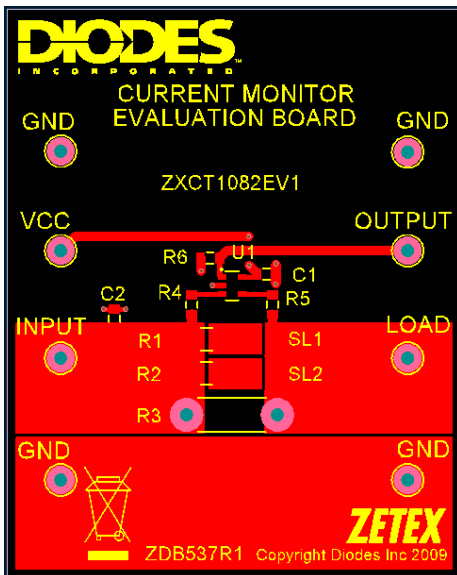 DIODES
INCORPORATED
CURRENT MONITOR
EVALUATION BOARD
GND
GND
ZXCT1082EV1
VCC
OUTPUT
R6
U1
C1
C2
R4
R5
INPUT
LOAD
R1
SL1
R2
SL2
R3
GND
GND
ZETEX
ZDB537R1
Copyright Diodes Inc 2009